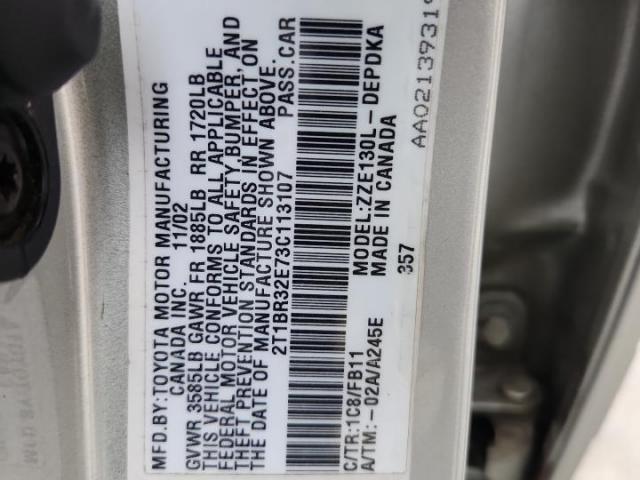 MFD.BY:TOYOTA MOTOR MANUFACTURING
CANADA INC. 11/02
GVWR 3585LB GAWR FR 1885LB RR 1720LB
THIS VEHICLE CONFORMS TO ALL APPLICABLE
FEDERAL MOTOR VEHICLE SAFETY,BUMPER, AND
THEFT PREVENTION STANDARDS IN EFFECT ON
THE DATE OF MANUFACTURE SHOWN ABOVE.
2T1BR32E73C113107 PASS.CAR
C/TR:1C8/FB11 MODEL:ZZE130L-DEPDKA
A/TM:-02A/A245E MADE IN CANADA
357
AA02139319